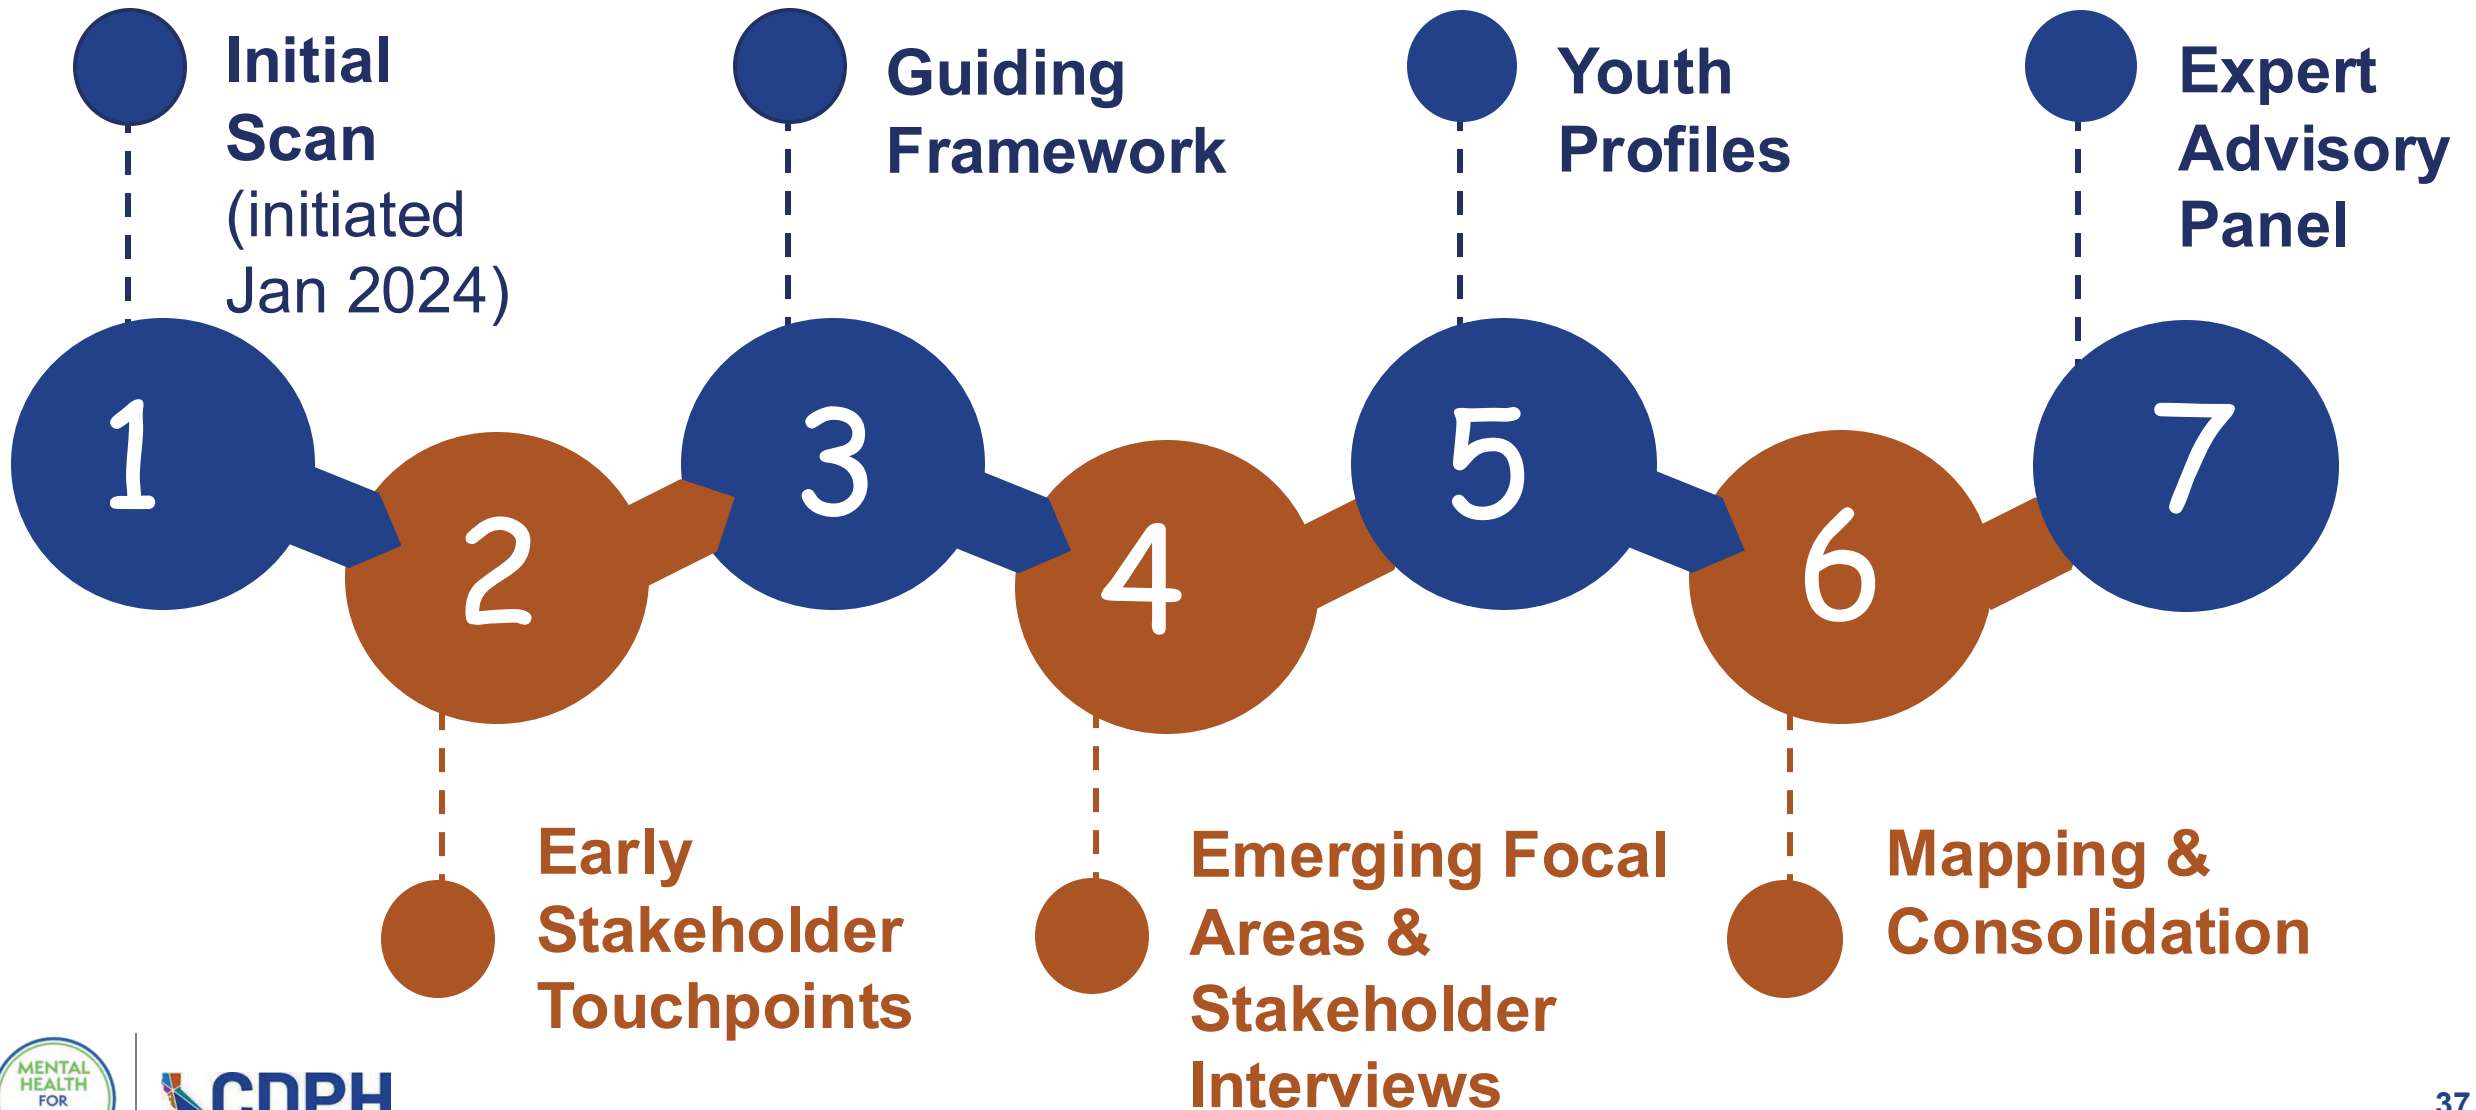 Initial
Scan
(initiated
Jan 2024)
Guiding
Framework
Youth
Profiles
Expert
Advisory
Panel
1
2
3
4
5
6
7
Early
Stakeholder
Touchpoints
Emerging Focal
Areas &
Stakeholder
Interviews
Mapping &
Consolidation
MENTAL
HEALTH
FOR
CDPH
37